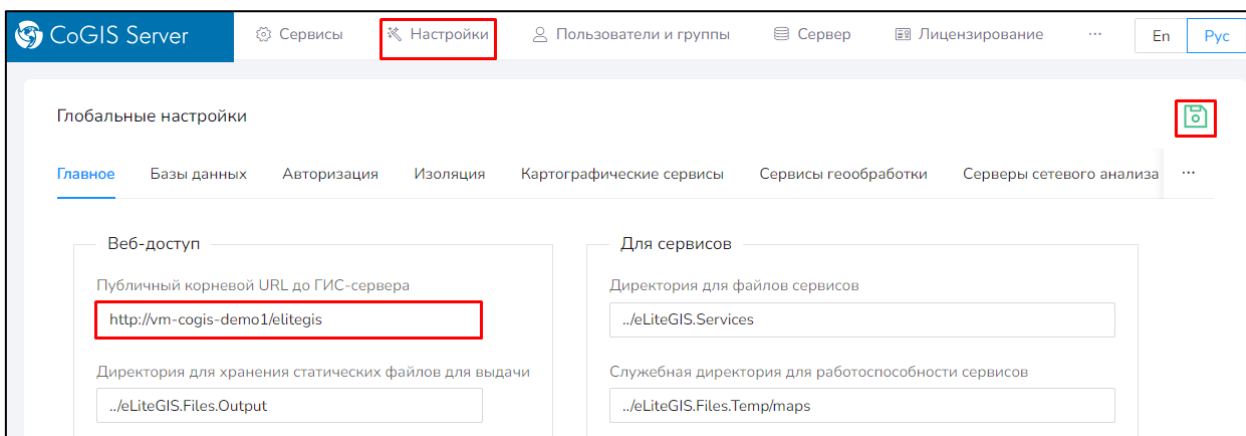 CoGIS Server Сервисы Настройки Пользователи и группы Сервер Лицензирование ... En Рус
Глобальные настройки
Главное Базы данных Авторизация Изоляция Картографические сервисы Сервисы геообработки Серверы сетевого анализа ...
Веб-доступ Для сервисов
Публичный корневой URL до ГИС-сервера Директория для файлов сервисов
http://vm-cogis-demo1/elitegis ../eLiteGIS.Services
Директория для хранения статических файлов для выдачи Служебная директория для работоспособности сервисов
../eLiteGIS.Files.Output ../eLiteGIS.Files.Temp/maps